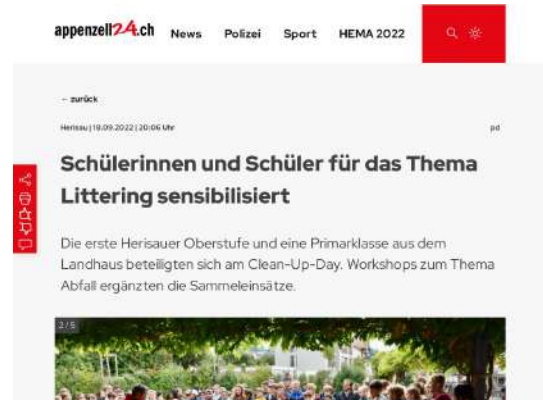 appenzell24.ch News Polizei Sport HEMA 2022
← zurück
Herisau | 19.09.2022 | 20:06 Uhr
pd
Schülerinnen und Schüler für das Thema
Littering sensibilisiert
Die erste Herisauer Oberstufe und eine Primarklasse aus dem
Landhaus beteiligten sich am Clean-Up-Day. Workshops zum Thema
Abfall ergänzten die Sammeleinsätze.
2/5